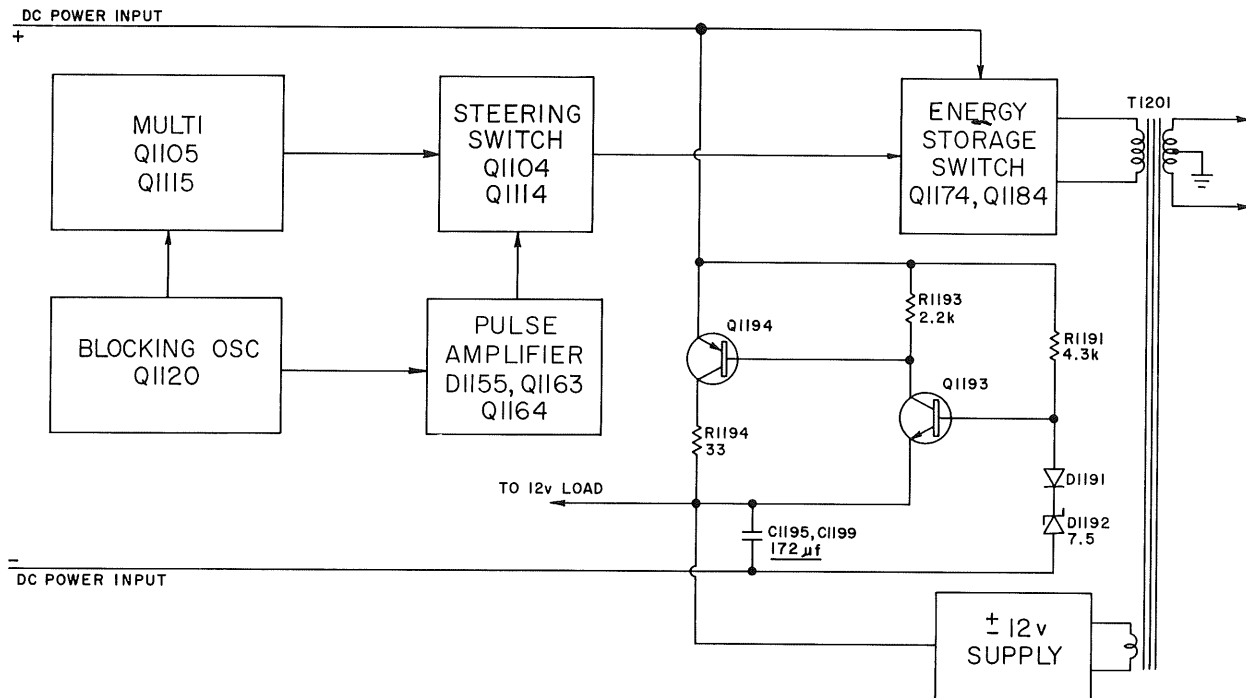 DC POWER INPUT
+
MULTI
Q1105
Q1115
STEERING
SWITCH
Q1104
Q1114
ENERGY
STORAGE
SWITCH
Q1174, Q1184
T1201
BLOCKING OSC
Q1120
PULSE
AMPLIFIER
D1155, Q1163
Q1164
Q1194
R1193
2.2k
R1191
4.3k
Q1193
R1194
33
TO 12v LOAD
D1191
C1195, C1199
172 µf
D1192
7.5
−
DC POWER INPUT
± 12v
SUPPLY